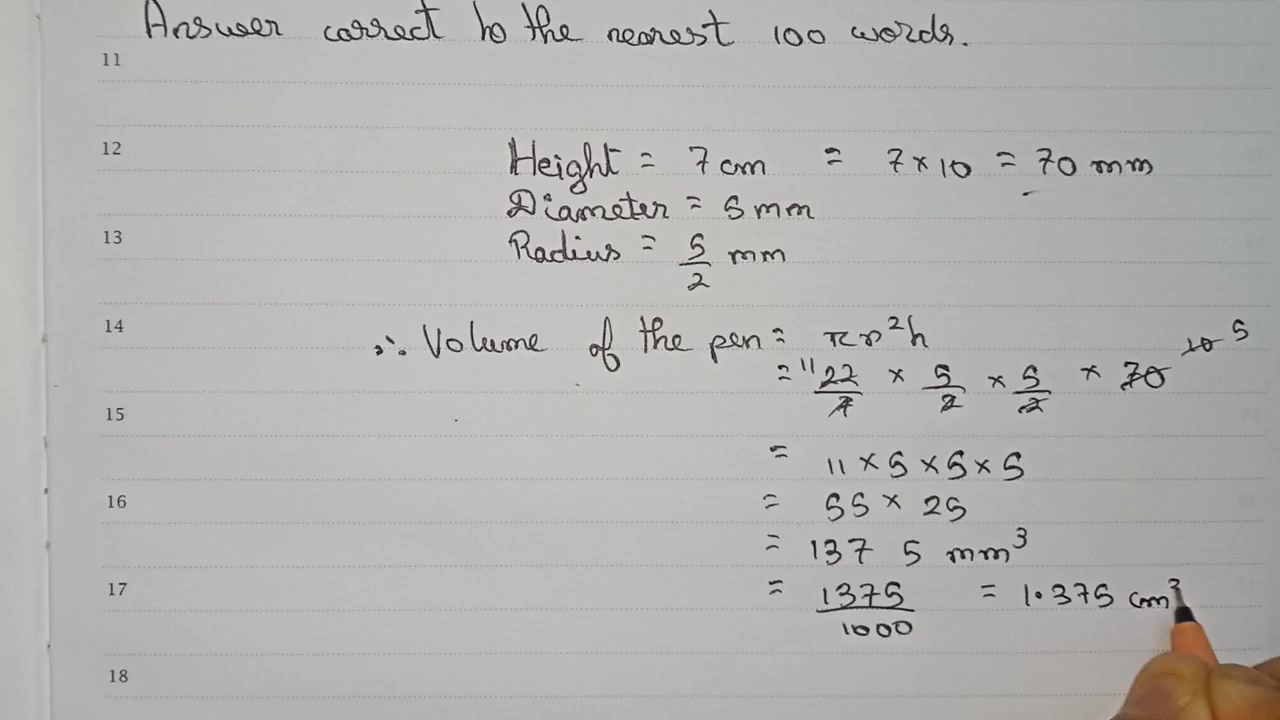 Answer correct to the nearest 100 words.
11
12
Height = 7 cm = 7 × 10 = 70 mm
Diameter = 5 mm
13
Radius = 5/2 mm
14
∴ Volume of the pen = πr²h
= 11 22/7 × 5/2 × 5/2 × 70 10 5
15
= 11 × 5 × 5 × 5
16
= 55 × 25
= 137 5 mm³
17
= 1375/1000 = 1.375 cm³
18